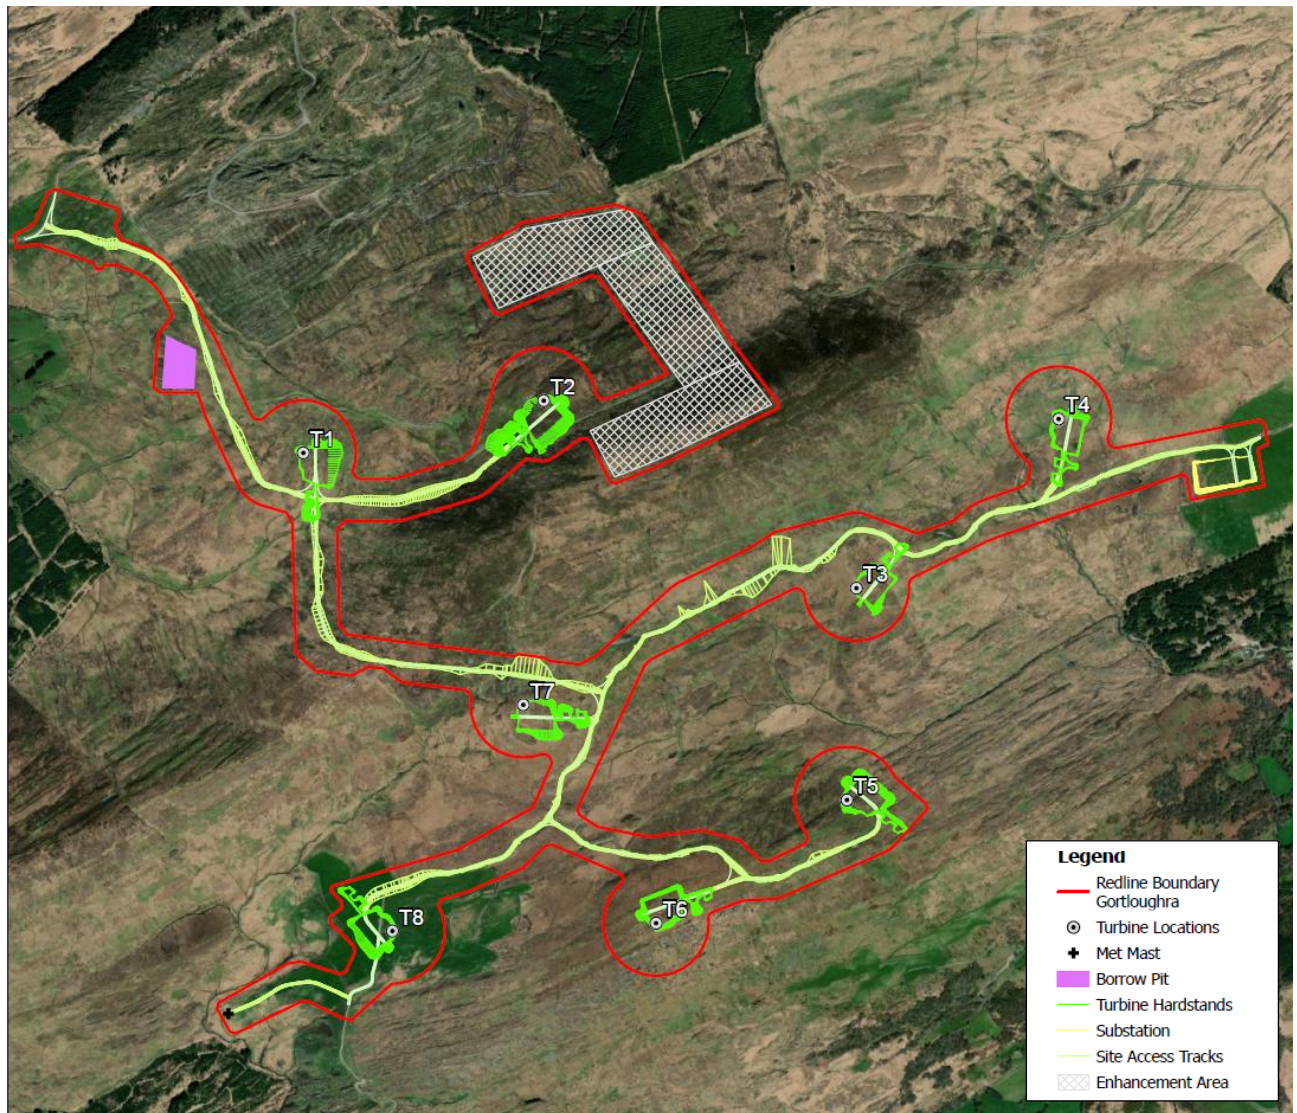 T2
T4
T1
T3
T7
T5
T6
T8
Legend
Redline Boundary
Gortloughra
Turbine Locations
Met Mast
Borrow Pit
Turbine Hardstands
Substation
Site Access Tracks
Enhancement Area